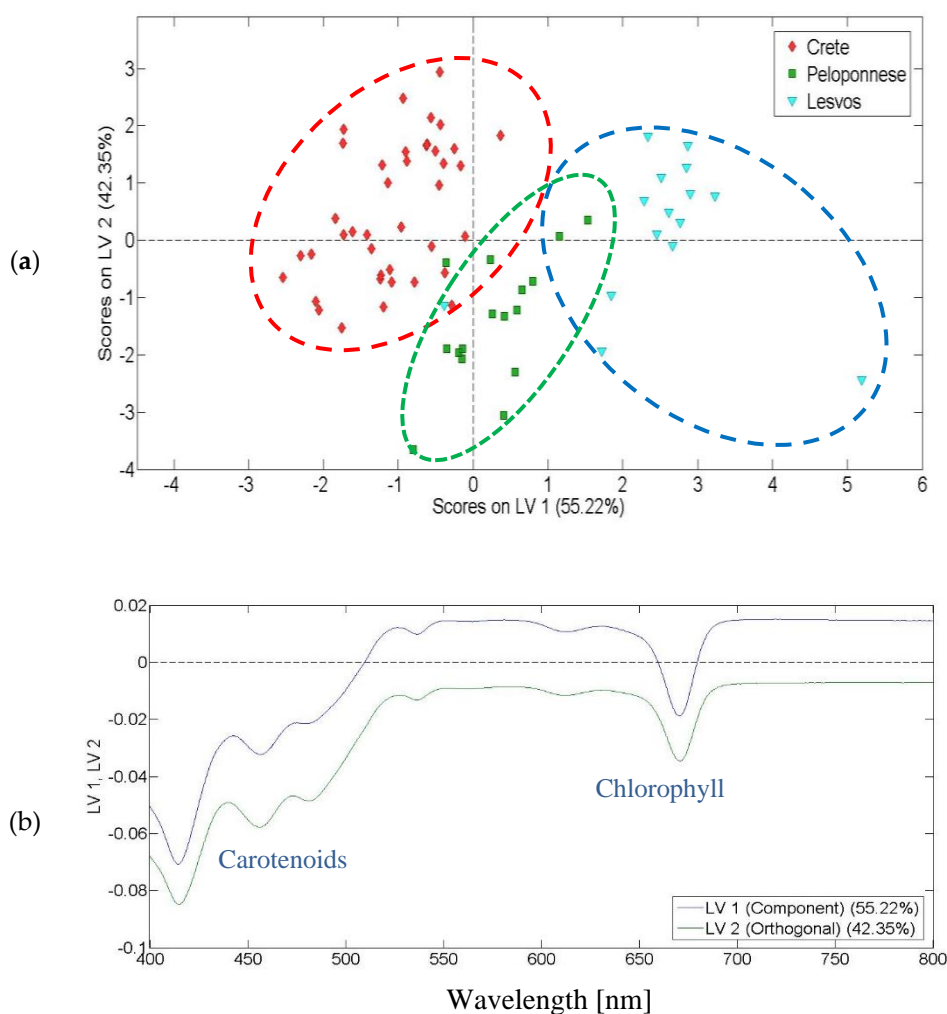 (a)
Scores on LV 2 (42.35%)
3
2
1
0
-1
-2
-3
-4
Crete
Peloponnese
Lesvos
-4 -3 -2 -1 0 1 2 3 4 5 6
Scores on LV 1 (55.22%)
(b)
LV 1, LV 2
0.02
0
-0.02
-0.04
-0.06
-0.08
-0.1
Chlorophyll
Carotenoids
LV 1 (Component) (55.22%)
LV 2 (Orthogonal) (42.35%)
400 450 500 550 600 650 700 750 800
Wavelength [nm]